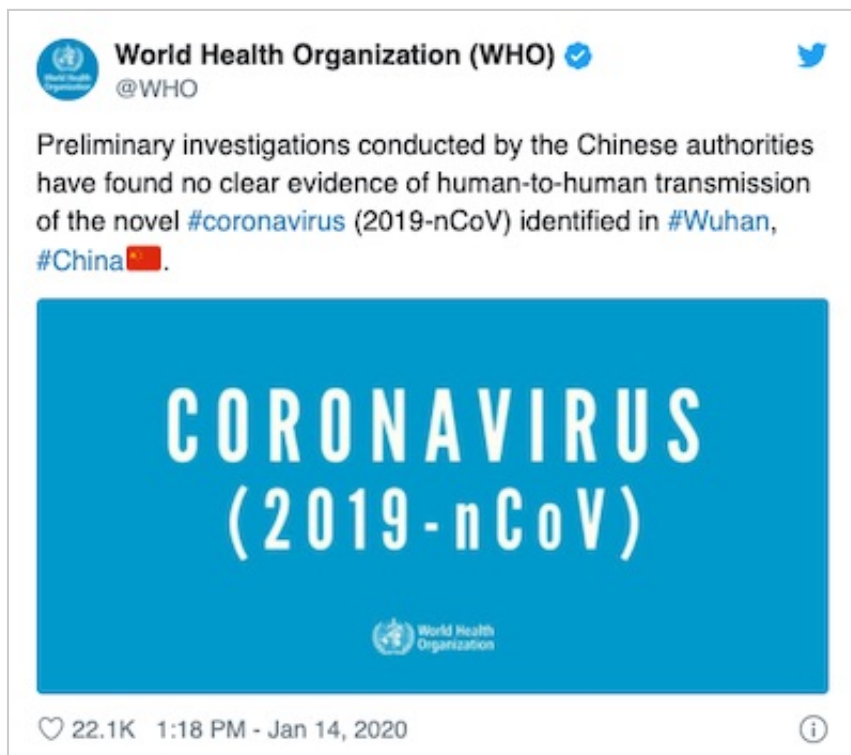 World Health Organization (WHO)
@WHO
Preliminary investigations conducted by the Chinese authorities
have found no clear evidence of human-to-human transmission
of the novel #coronavirus (2019-nCoV) identified in #Wuhan,
#China🇨🇳.
CORONAVIRUS
(2019-nCoV)
World Health
Organization
22.1K 1:18 PM - Jan 14, 2020